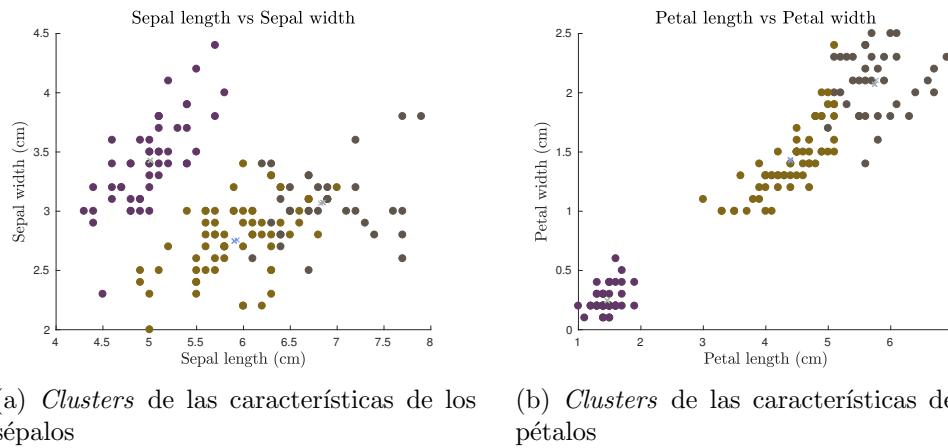 Sepal length vs Sepal width
4.5
4
3.5
3
2.5
2
4
4.5
5
5.5
6
6.5
7
7.5
8
Sepal width (cm)
Sepal length (cm)
Petal length vs Petal width
2.5
2
1.5
1
0.5
0
1
2
3
4
5
6
Petal width (cm)
Petal length (cm)
a) Clusters de las características de los
sépalos
(b) Clusters de las características de
pétalos